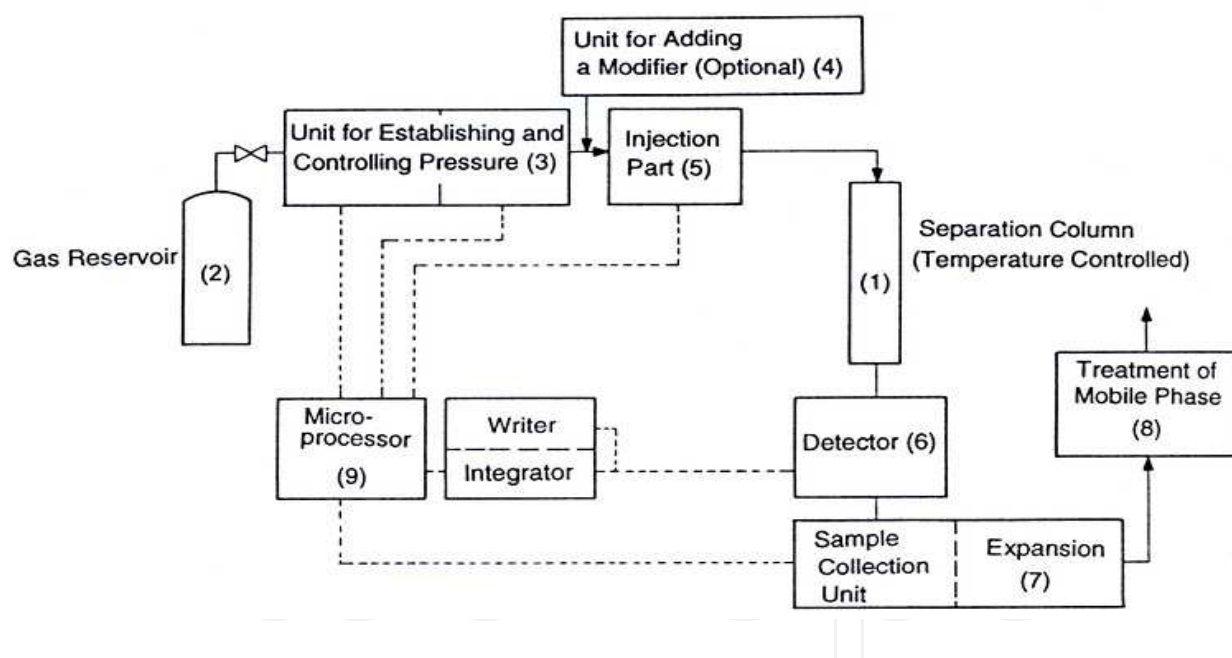 Unit for Adding
a Modifier (Optional) (4)
Unit for Establishing and
Controlling Pressure (3)
Injection
Part (5)
Gas Reservoir
(2)
(1)
Separation Column
(Temperature Controlled)
Treatment of
Mobile Phase
(8)
Micro-
processor
(9)
Writer
Integrator
Detector (6)
Sample
Collection
Unit
Expansion
(7)